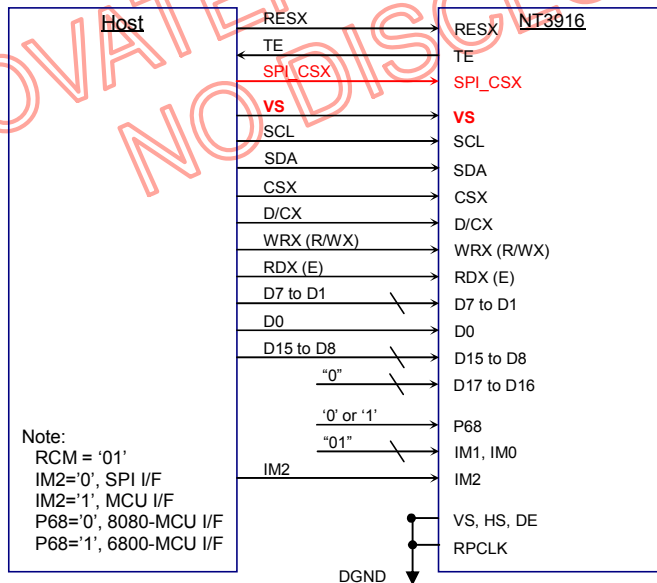 Host
NT3916
RESX
RESX
TE
TE
SPI_CSX
SPI_CSX
VS
VS
SCL
SCL
SDA
SDA
CSX
CSX
D/CX
D/CX
WRX (R/WX)
WRX (R/WX)
RDX (E)
RDX (E)
D7 to D1
D7 to D1
D0
D0
D15 to D8
D15 to D8
“0”
D17 to D16
‘0’ or ‘1’
P68
“01”
IM1, IM0
IM2
IM2
Note:
RCM = ‘01’
IM2=‘0’, SPI I/F
IM2=‘1’, MCU I/F
P68=‘0’, 8080-MCU I/F
P68=‘1’, 6800-MCU I/F
VS, HS, DE
RPCLK
DGND
NO